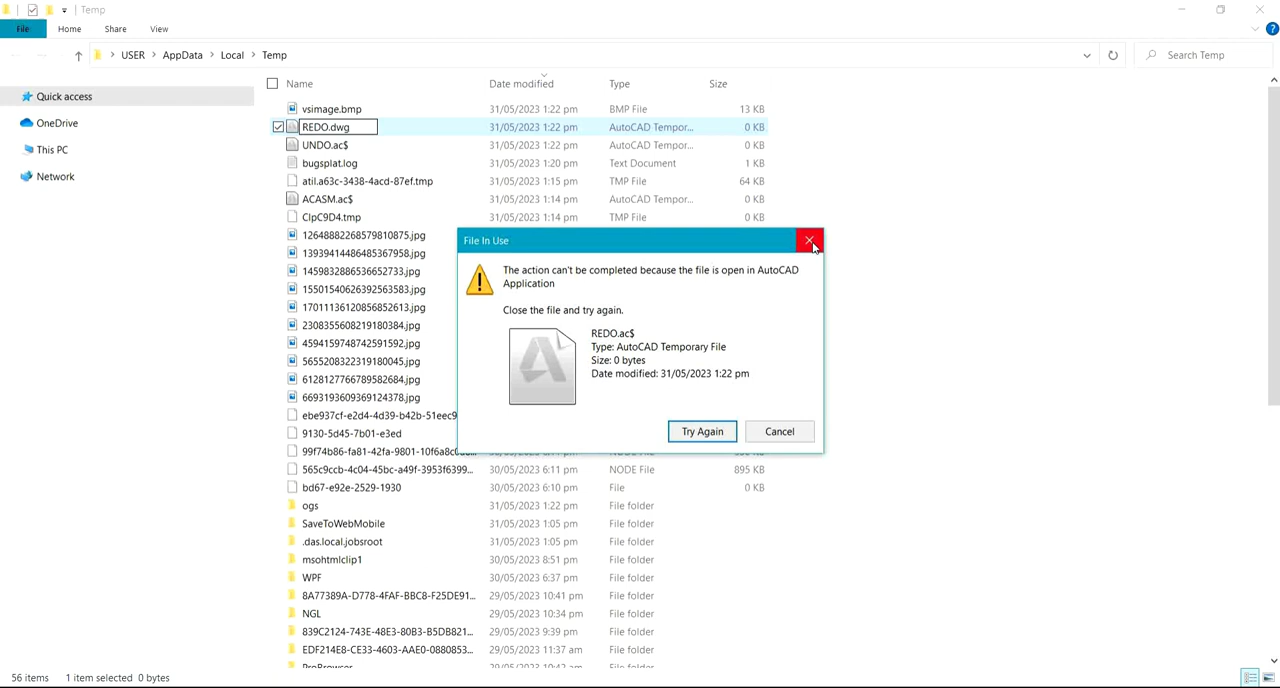 Temp
File
Home
Share
View
USER
AppData
Local
Temp
Search Temp
Quick access
OneDrive
This PC
Network
Name
Date modified
Type
Size
vsimage.bmp 31/05/2023 1:22 pm BMP File 13 KB
REDO.dwg 31/05/2023 1:22 pm AutoCAD Tempor... 0 KB
UNDO.ac$ 31/05/2023 1:22 pm AutoCAD Tempor... 0 KB
bugsplat.log 31/05/2023 1:20 pm Text Document 1 KB
atil.a63c-3438-4acd-87ef.tmp 31/05/2023 1:15 pm TMP File 64 KB
ACASM.ac$ 31/05/2023 1:14 pm AutoCAD Tempor... 0 KB
ClpC9D4.tmp 31/05/2023 1:14 pm TMP File 0 KB
12648882268579810875.jpg
13939414486485367958.jpg
1459832886536652733.jpg
15501540626392563583.jpg
17011136120856852613.jpg
2308355608219180384.jpg
4594159748742591592.jpg
5655208322319180045.jpg
6128127766789582684.jpg
6693193609369124378.jpg
ebe937cf-e2d4-4d39-b42b-51eec9
9130-5d45-7b01-e3ed
99f74b86-fa81-42fa-9801-10f6a8c
565c9ccb-4c04-45bc-a49f-3953f6399... 30/05/2023 6:11 pm NODE File 895 KB
bd67-e92e-2529-1930 30/05/2023 6:10 pm File 0 KB
ogs 31/05/2023 1:22 pm File folder
SaveToWebMobile 31/05/2023 1:05 pm File folder
.das.local.jobsroot 31/05/2023 1:05 pm File folder
msohtmlclip1 30/05/2023 8:51 pm File folder
WPF 30/05/2023 6:37 pm File folder
8A77389A-D778-4FAF-BBC8-F25DE91... 29/05/2023 10:41 pm File folder
NGL 29/05/2023 10:34 pm File folder
839C2124-743E-48E3-80B3-B5DB821... 29/05/2023 9:39 pm File folder
EDF214E8-CE33-4603-AAE0-0880853... 29/05/2023 11:37 am File folder
File In Use
The action can't be completed because the file is open in AutoCAD
Application
Close the file and try again.
REDO.ac$
Type: AutoCAD Temporary File
Size: 0 bytes
Date modified: 31/05/2023 1:22 pm
Try Again
Cancel
56 items
1 item selected 0 bytes